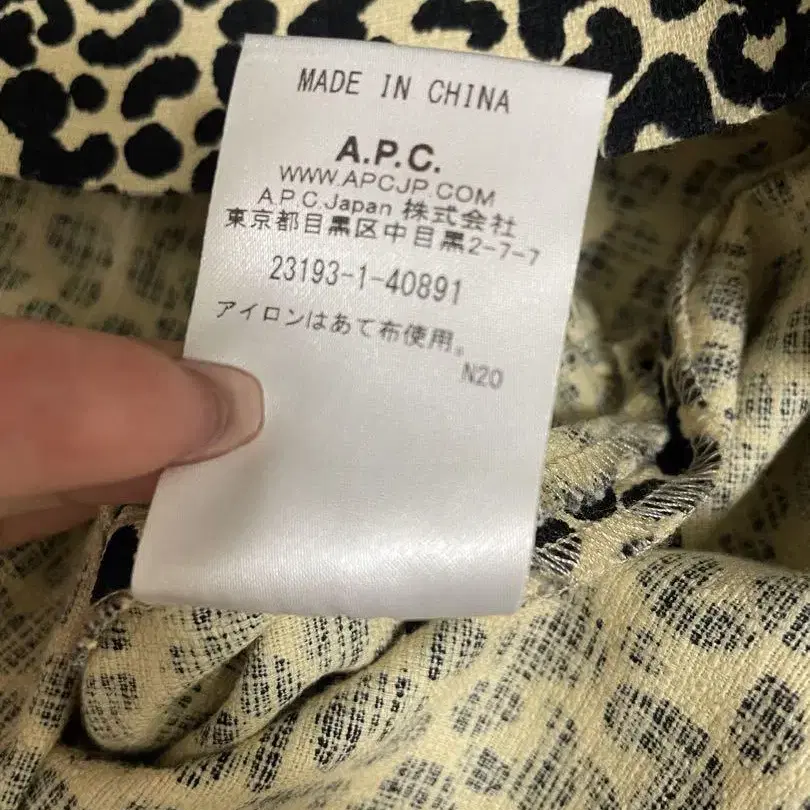 MADE IN CHINA
A.P.C.
WWW.APCJP.COM
A.P.C.Japan 株式会社
東京都目黒区中目黒2-7-7
23193-1-40891
アイロンはあて布使用。
N20